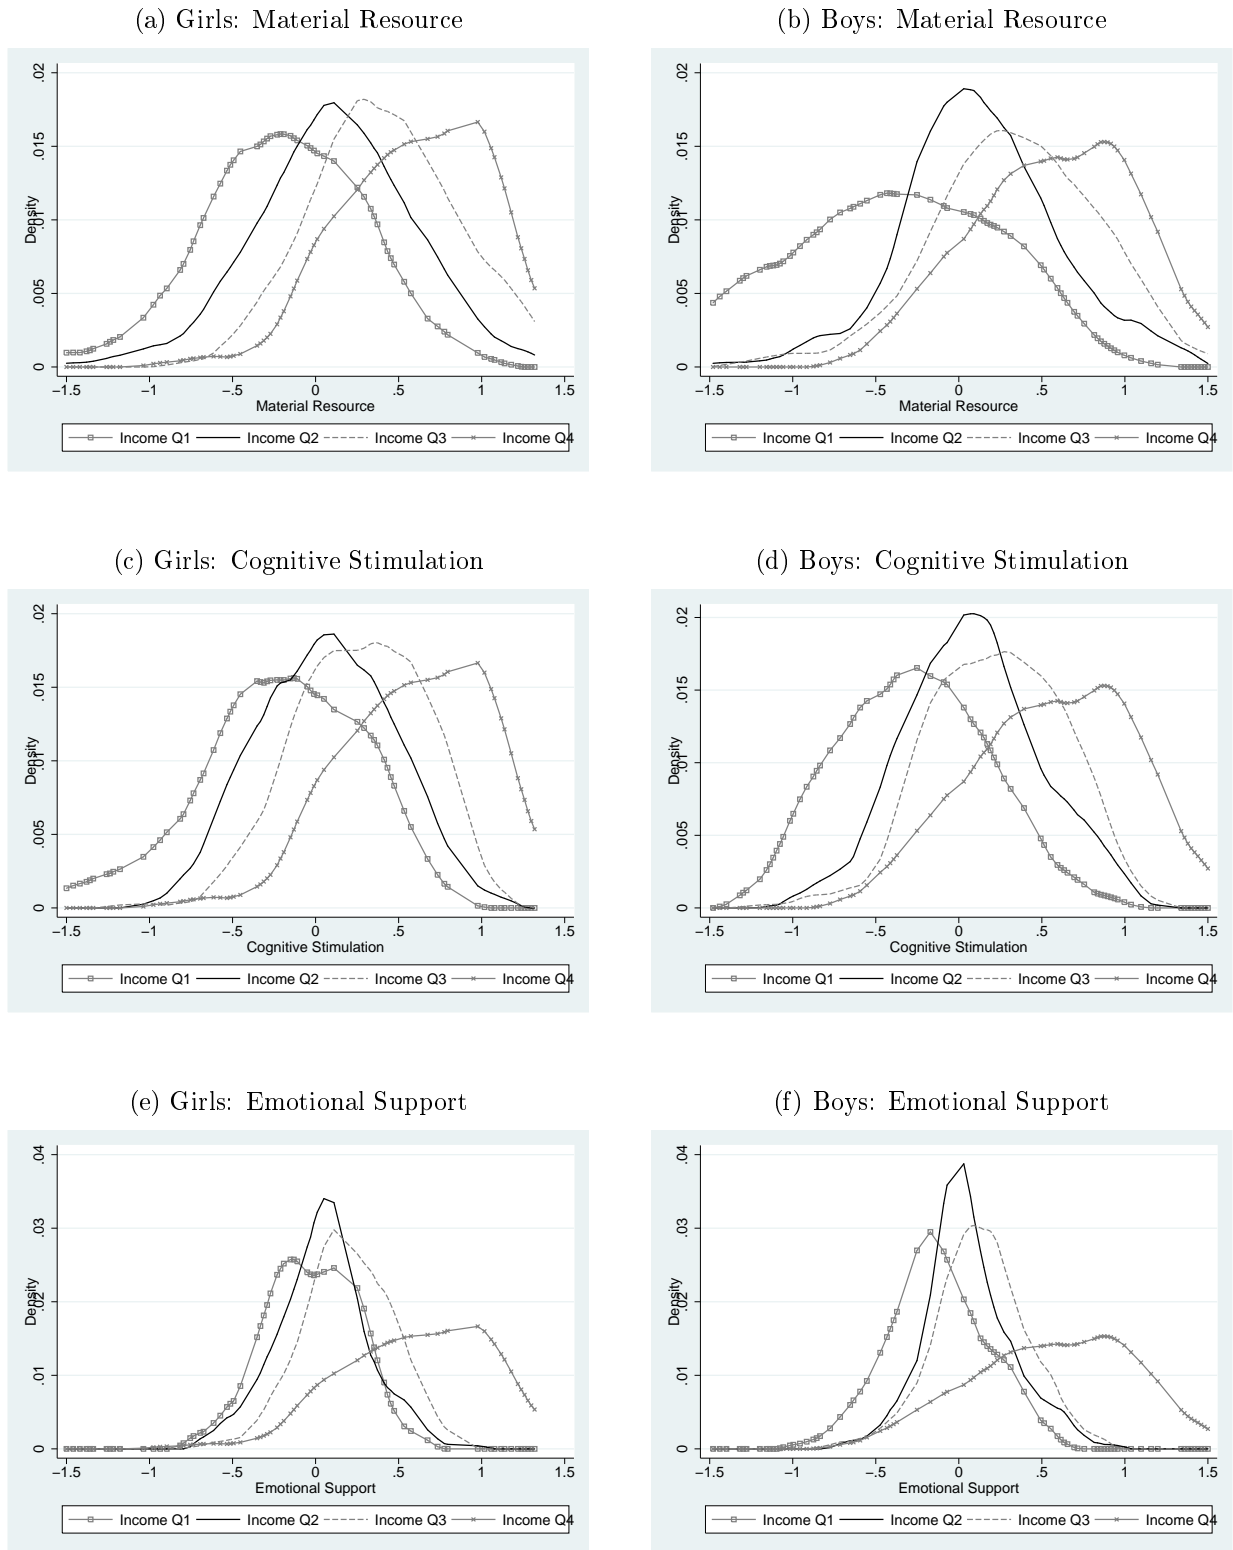 (a) Girls: Material Resource
Density
0 .005 .01 .015 .02
−1.5 −1 −.5 0 .5 1 1.5
Material Resource
Income Q1 Income Q2 Income Q3 Income Q4
(b) Boys: Material Resource
Density
0 .005 .01 .015 .02
−1.5 −1 −.5 0 .5 1 1.5
Material Resource
Income Q1 Income Q2 Income Q3 Income Q4
(c) Girls: Cognitive Stimulation
Density
0 .005 .01 .015 .02
−1.5 −1 −.5 0 .5 1 1.5
Cognitive Stimulation
Income Q1 Income Q2 Income Q3 Income Q4
(d) Boys: Cognitive Stimulation
Density
0 .005 .01 .015 .02
−1.5 −1 −.5 0 .5 1 1.5
Cognitive Stimulation
Income Q1 Income Q2 Income Q3 Income Q4
(e) Girls: Emotional Support
Density
0 .01 .02 .03 .04
−1.5 −1 −.5 0 .5 1 1.5
Emotional Support
Income Q1 Income Q2 Income Q3 Income Q4
(f) Boys: Emotional Support
Density
0 .01 .02 .03 .04
−1.5 −1 −.5 0 .5 1 1.5
Emotional Support
Income Q1 Income Q2 Income Q3 Income Q4